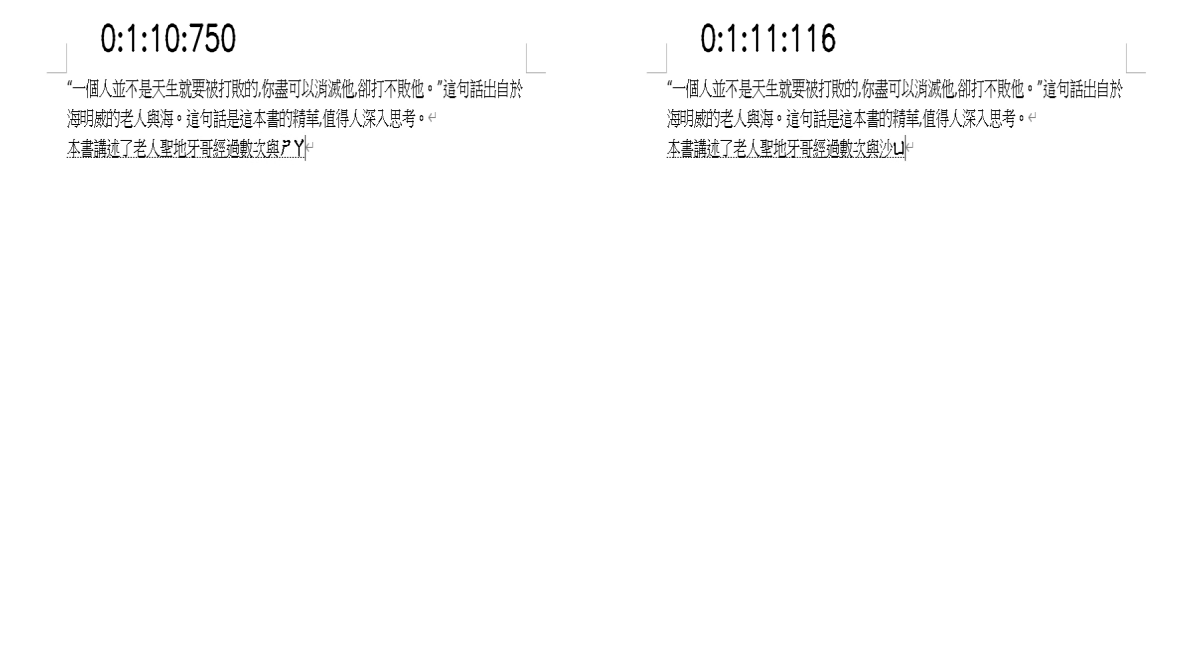 0:1:10:750
“一個人並不是天生就要被打敗的,你盡可以消滅他,卻打不敗他。”這句話出自於
海明威的老人與海。這句話是這本書的精華,值得人深入思考。↵
本書講述了老人聖地牙哥經過數次與ㄕㄚ↵
0:1:11:116
“一個人並不是天生就要被打敗的,你盡可以消滅他,卻打不敗他。”這句話出自於
海明威的老人與海。這句話是這本書的精華,值得人深入思考。↵
本書講述了老人聖地牙哥經過數次與沙ㄩ↵